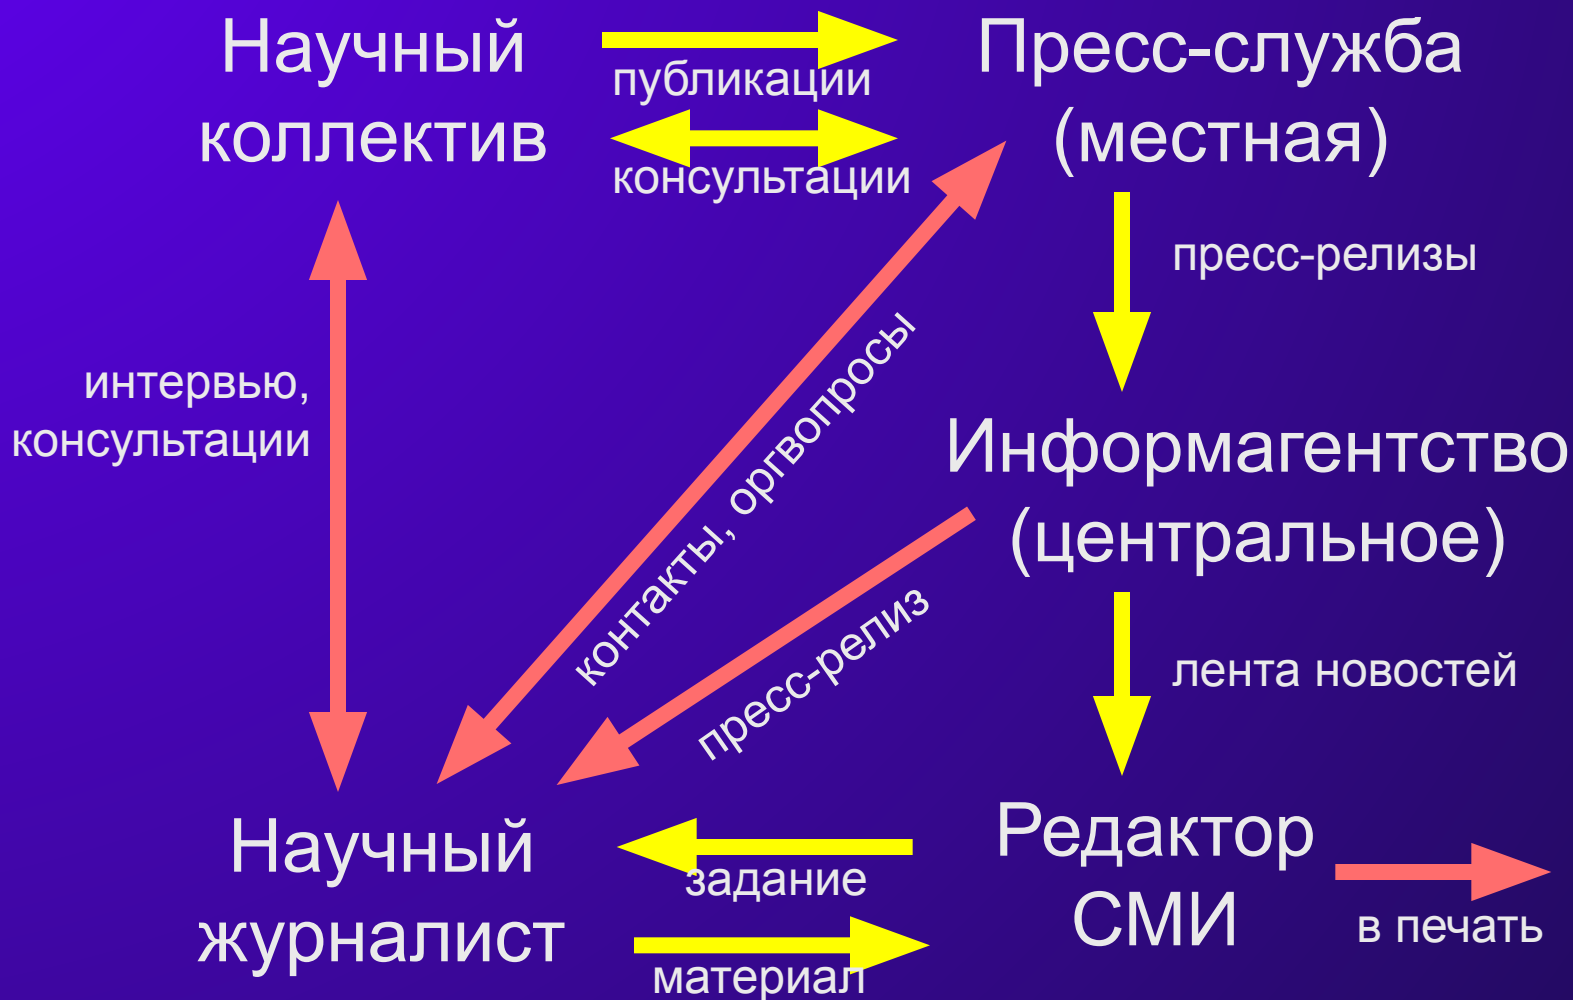 Научный
коллектив
публикации
консультации
Пресс-служба
(местная)
пресс-релизы
интервью,
консультации
контакты, оргвопросы
Информагентство
(центральное)
пресс-релиз
лента новостей
Научный
журналист
задание
материал
Редактор
СМИ
в печать